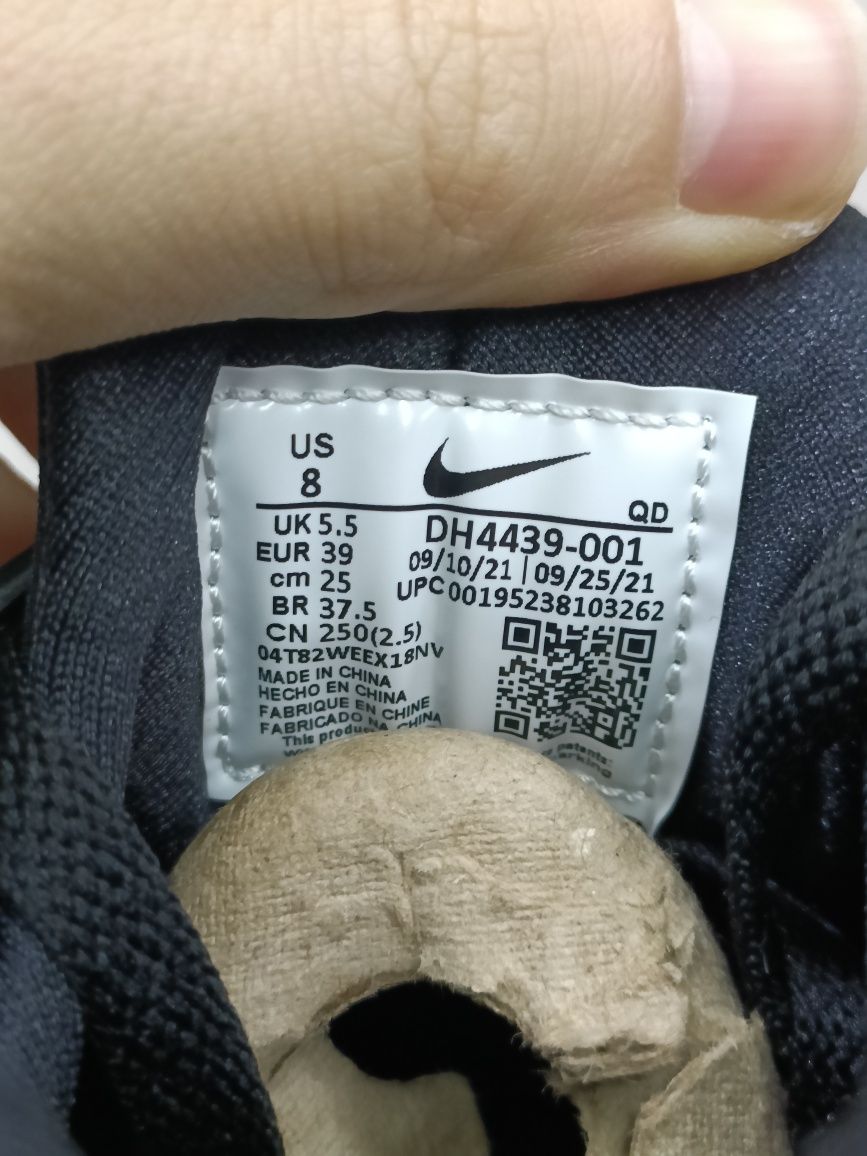 US
8
QD
UK 5.5
DH4439-001
EUR 39
09/10/21 | 09/25/21
cm 25
UPC 00195238103262
BR 37.5
CN 250(2.5)
04T82WEEX18NV
MADE IN CHINA
HECHO EN CHINA
FABRIQUE EN CHINE
FABRICADO NA CHINA
This
patents: